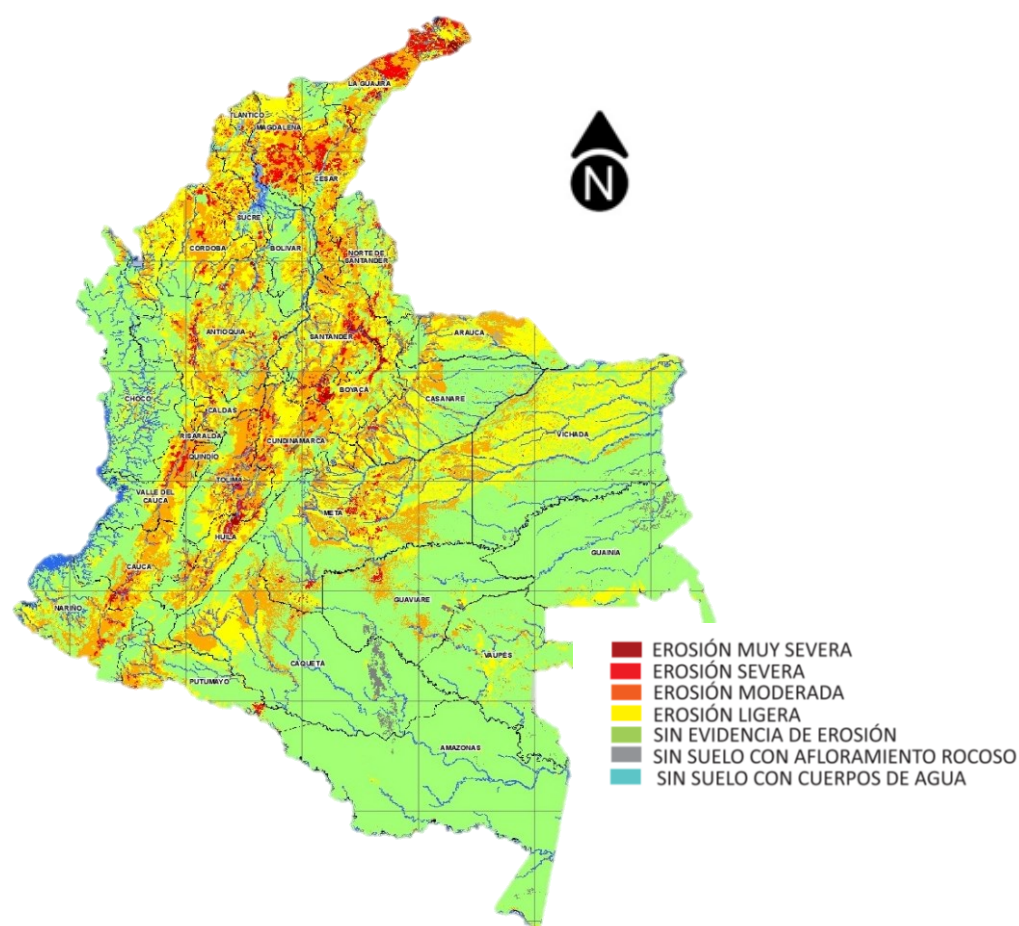 LA GUAJIRA
TLANTICO
MAGDALENA
N
CESAR
SUCRE
CORDOBA
BOLIVAR
NORTE DE
SANTANDER
ANTIOQUIA
SANTANDER
ARAUCA
BOYACA
CHOCO
CASANARE
CALDAS
RISARALDA
CUNDINAMARCA
VICHADA
QUINDIO
TOLIMA
VALLE DEL
CAUCA
META
HUILA
GUAINIA
CAUCA
GUAVIARE
NARIÑO
VAUPES
CAQUETA
PUTUMAYO
AMAZONAS
EROSIÓN MUY SEVERA
EROSIÓN SEVERA
EROSIÓN MODERADA
EROSIÓN LIGERA
SIN EVIDENCIA DE EROSIÓN
SIN SUELO CON AFLORAMIENTO ROCOSO
SIN SUELO CON CUERPOS DE AGUA